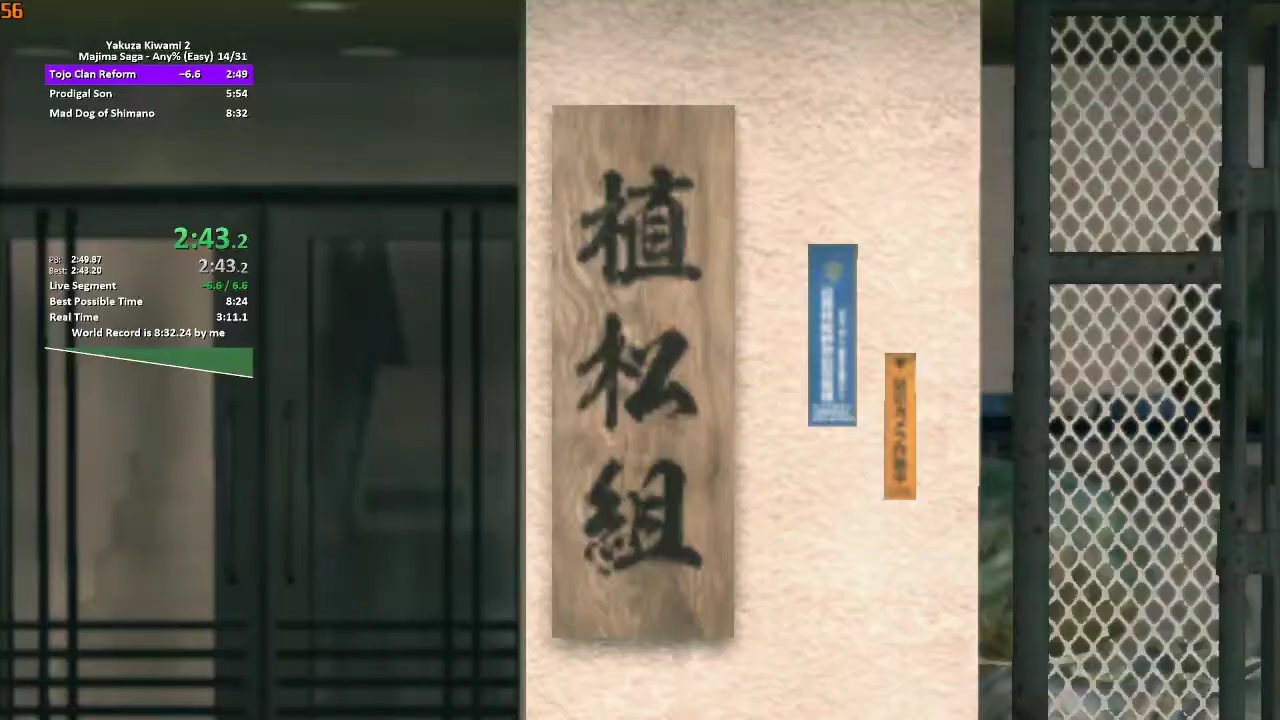 56
Yakuza Kiwami 2
Majima Saga - Any% (Easy) 14/31
Tojo Clan Reform −6.6 2:49
Prodigal Son 5:54
Mad Dog of Shimano 8:32
2:43.2
PB: 2:49.87
Best: 2:43.20
2:43.2
Live Segment −6.6 / 6.6
Best Possible Time 8:24
Real Time 3:11.1
World Record is 8:32.24 by me
植松組